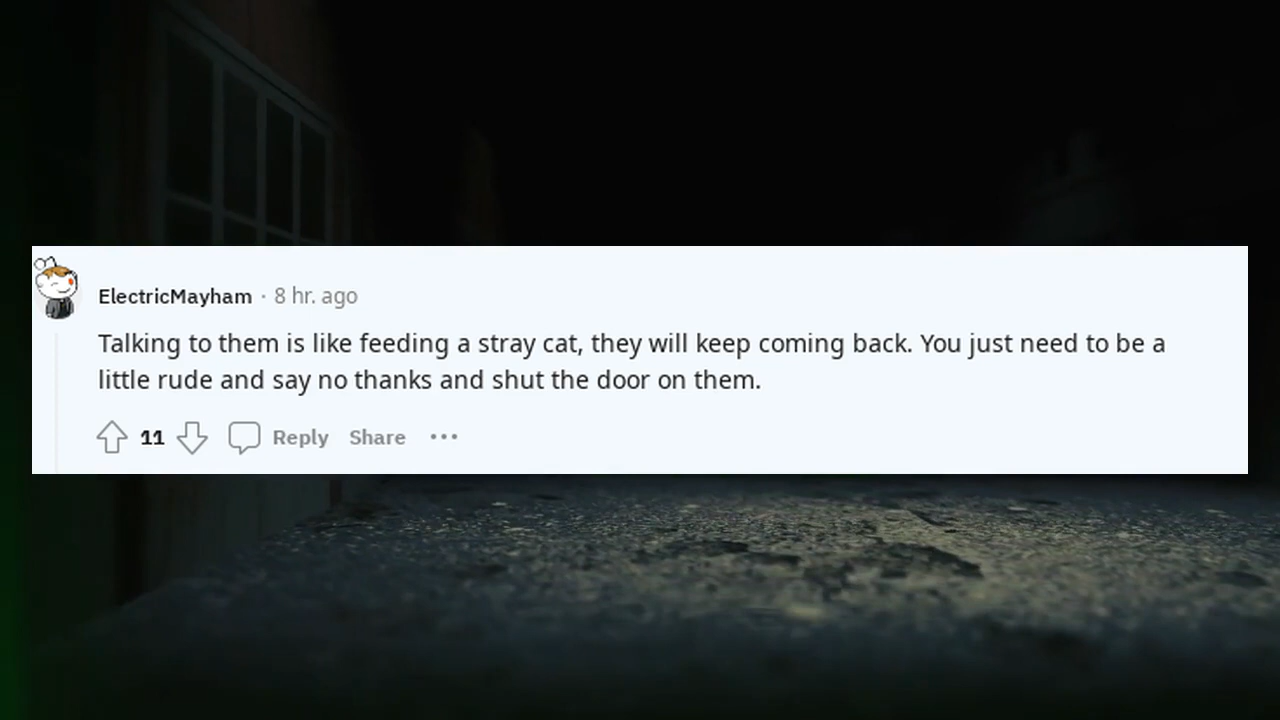 ElectricMayham · 8 hr. ago
Talking to them is like feeding a stray cat, they will keep coming back. You just need to be a
little rude and say no thanks and shut the door on them.
11 Reply Share •••